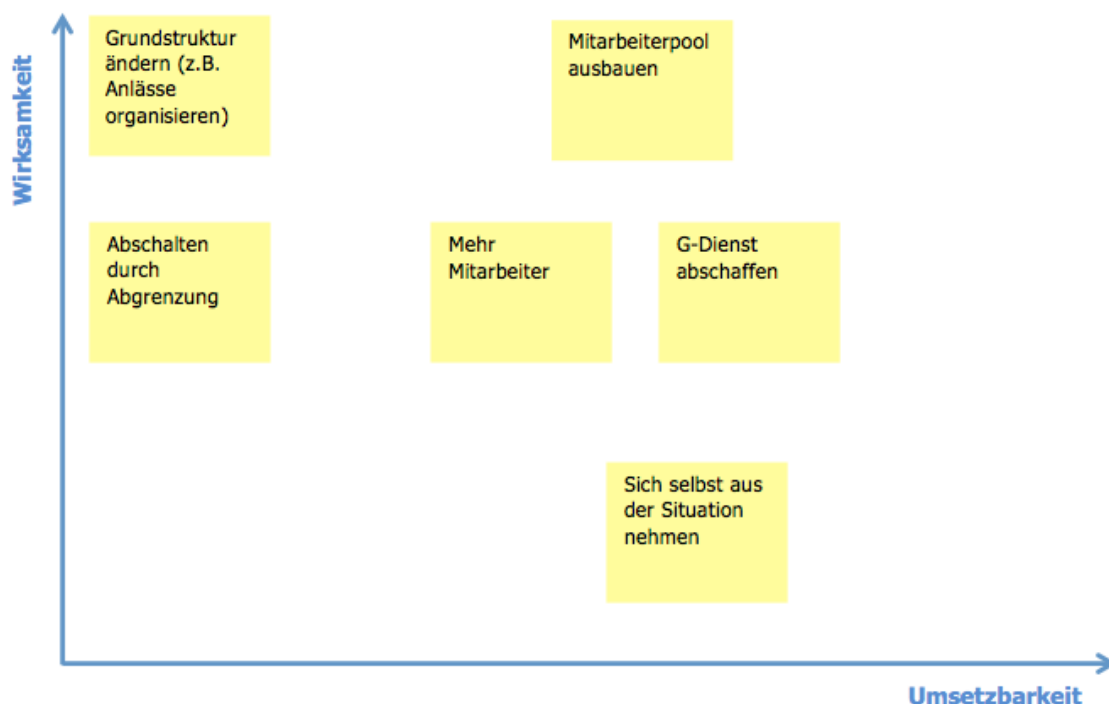 Wirksamkeit
Grundstruktur
ändern (z.B.
Anlässe
organisieren)
Mitarbeiterpool
ausbauen
Abschalten
durch
Abgrenzung
Mehr
Mitarbeiter
G-Dienst
abschaffen
Sich selbst aus
der Situation
nehmen
Umsetzbarkeit